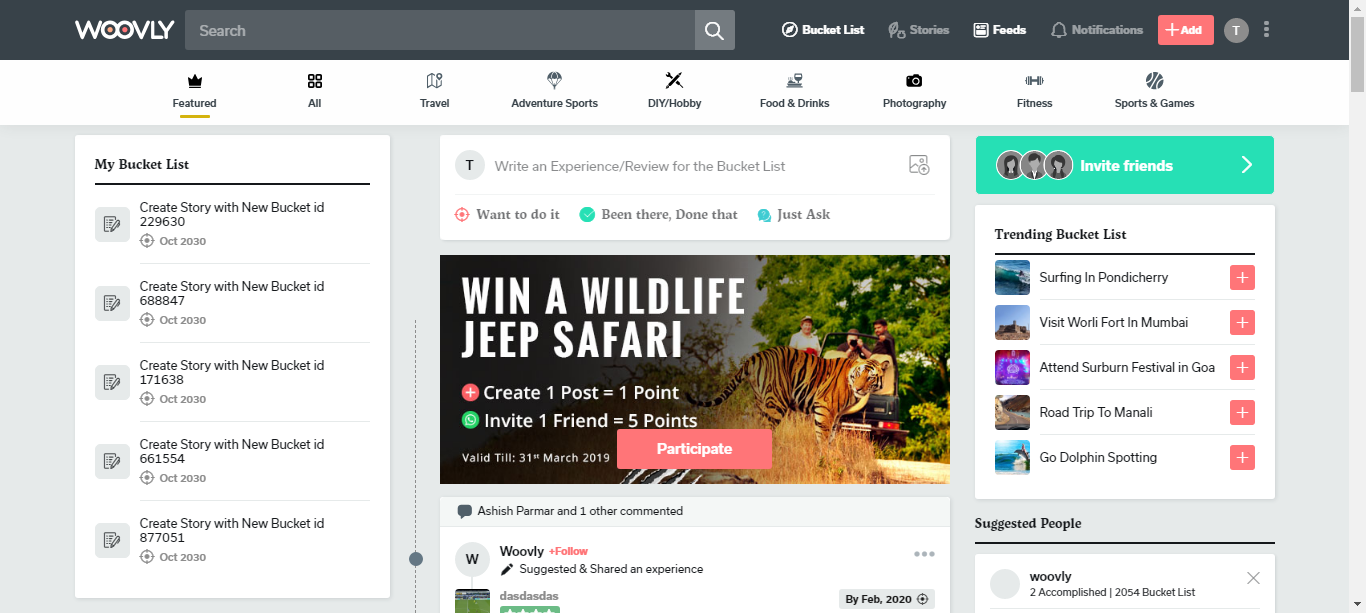 WOOVLY
Search
Bucket List
Stories
Feeds
Notifications
Add
T
Featured
All
Travel
Adventure Sports
DIY/Hobby
Food & Drinks
Photography
Fitness
Sports & Games
My Bucket List
Create Story with New Bucket id
229630
Oct 2030
Create Story with New Bucket id
688847
Oct 2030
Create Story with New Bucket id
171638
Oct 2030
Create Story with New Bucket id
661554
Oct 2030
Create Story with New Bucket id
877051
Oct 2030
T
Write an Experience/Review for the Bucket List
Want to do it
Been there, Done that
Just Ask
WIN A WILDLIFE
JEEP SAFARI
Create 1 Post = 1 Point
Invite 1 Friend = 5 Points
Valid Till: 31st March 2019
Participate
Ashish Parmar and 1 other commented
W
Woovly +Follow
Suggested & Shared an experience
dasdasdas
By Feb, 2020
Invite friends
Trending Bucket List
Surfing In Pondicherry
Visit Worli Fort In Mumbai
Attend Surburn Festival in Goa
Road Trip To Manali
Go Dolphin Spotting
Suggested People
woovly
2 Accomplished | 2054 Bucket List